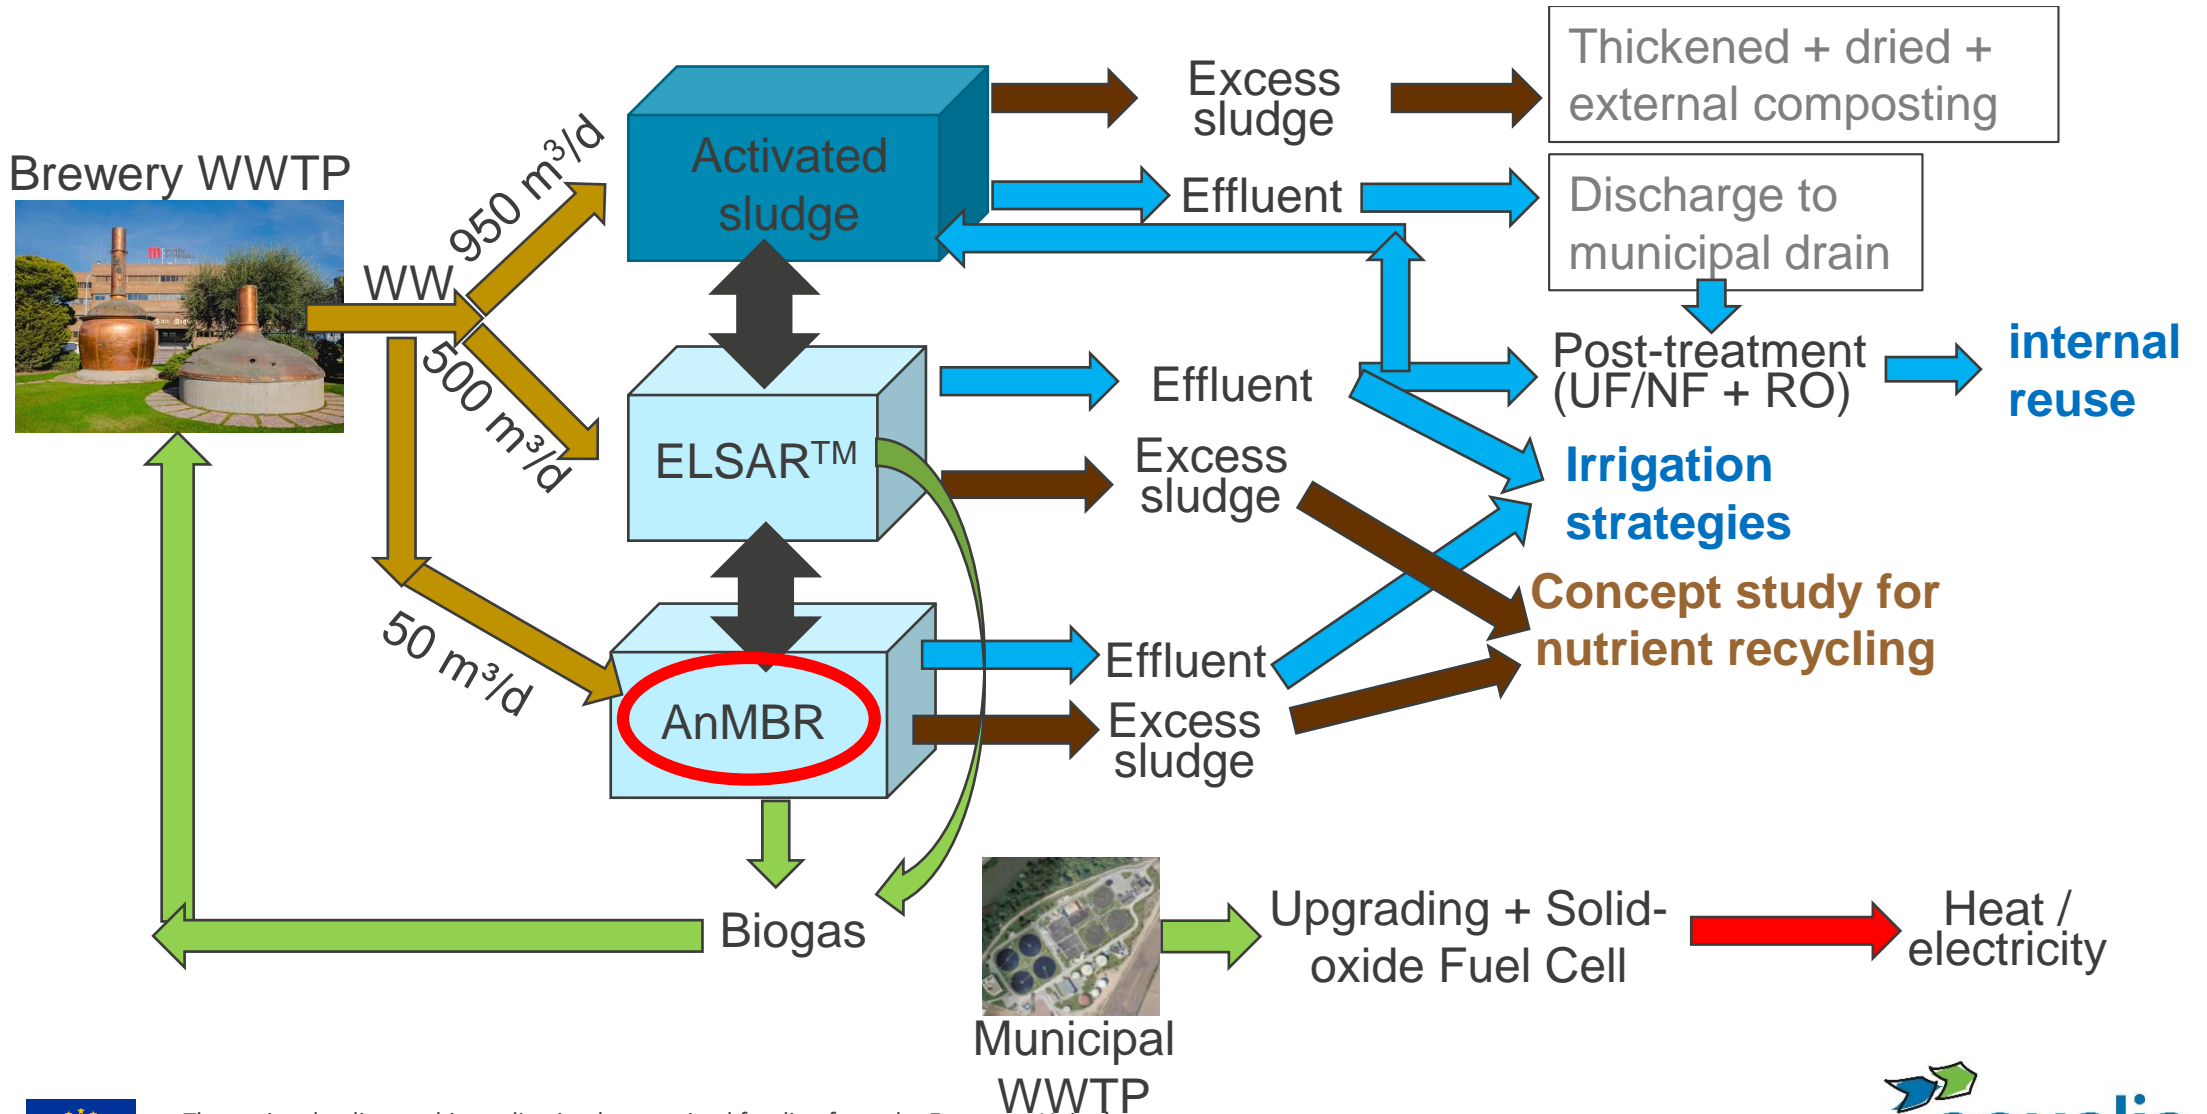 Brewery WWTP
WW
950 m³/d
500 m³/d
50 m³/d
Activated
sludge
ELSAR™
AnMBR
Excess
sludge
Thickened + dried +
external composting
Effluent
Discharge to
municipal drain
Effluent
Post-treatment
(UF/NF + RO)
internal
reuse
Excess
sludge
Irrigation
strategies
Effluent
Excess
sludge
Concept study for
nutrient recycling
Biogas
Municipal
WWTP
Upgrading + Solid-
oxide Fuel Cell
Heat /
electricity